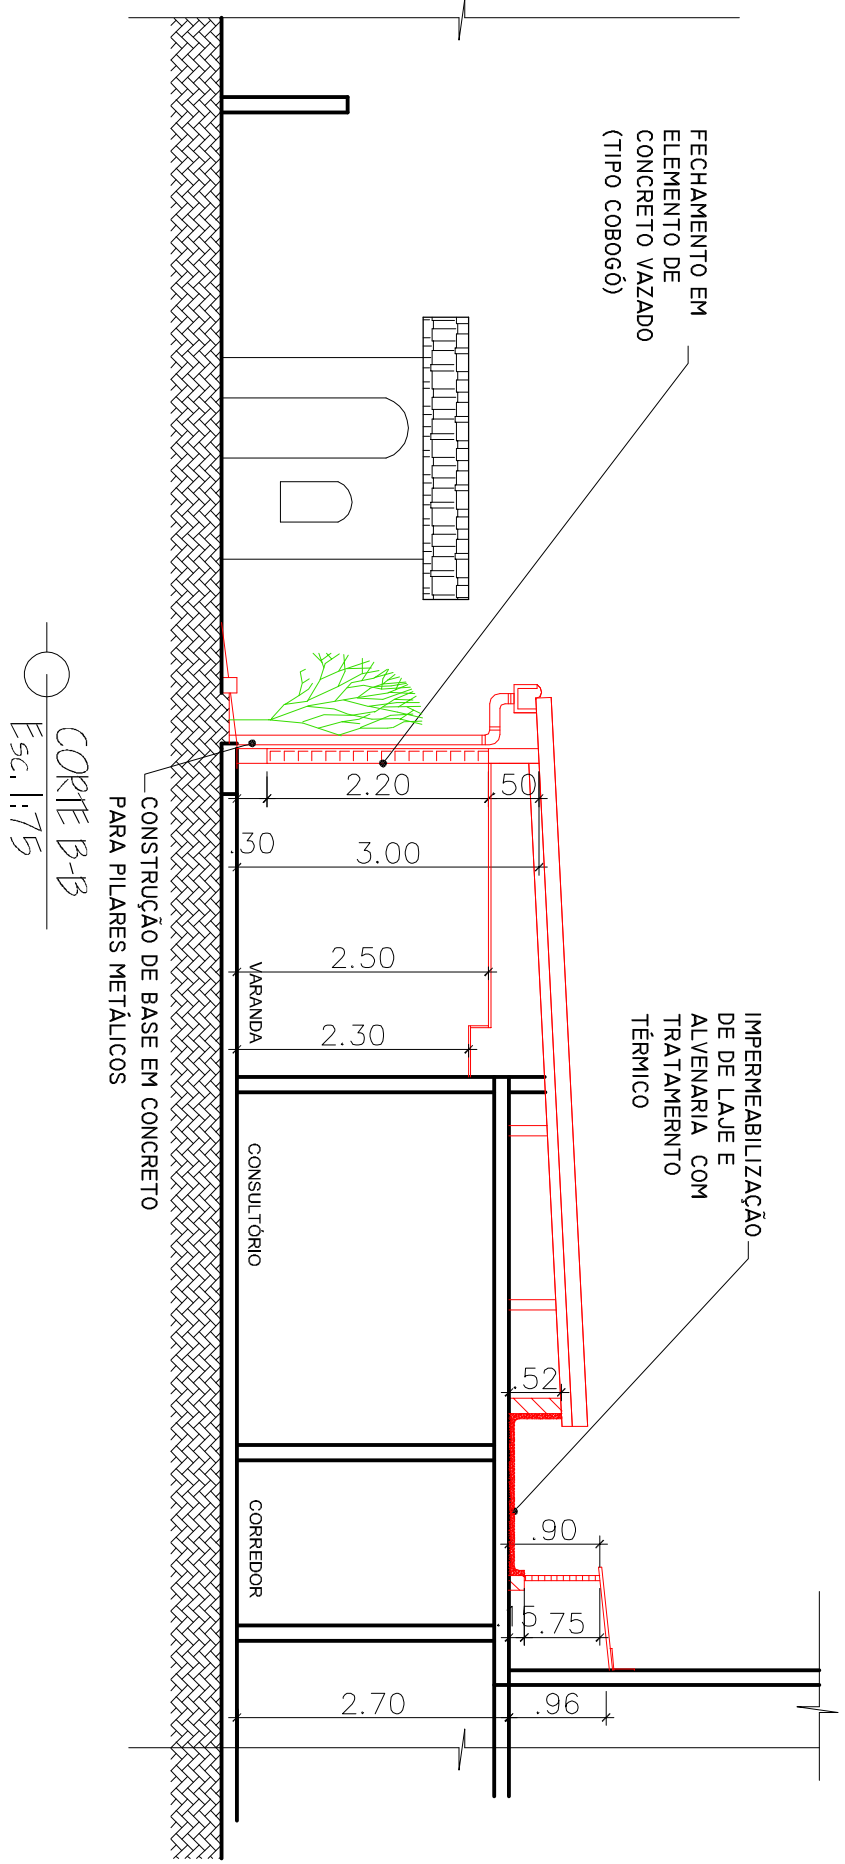 FECHAMENTO EM
ELEMENTO DE
CONCRETO VAZADO
(TIPO COBOGÓ)
IMPERMEABILIZAÇÃO
DE DE LAJE E
ALVENARIA COM
TRATAMERNTO
TÉRMICO
2.20
.50
.30
3.00
2.50
2.30
.52
.90
.15
.75
2.70
.96
VARANDA
CONSULTÓRIO
CORREDOR
CONSTRUÇÃO DE BASE EM CONCRETO
PARA PILARES METÁLICOS
CORTE B-B
Esc. 1:75